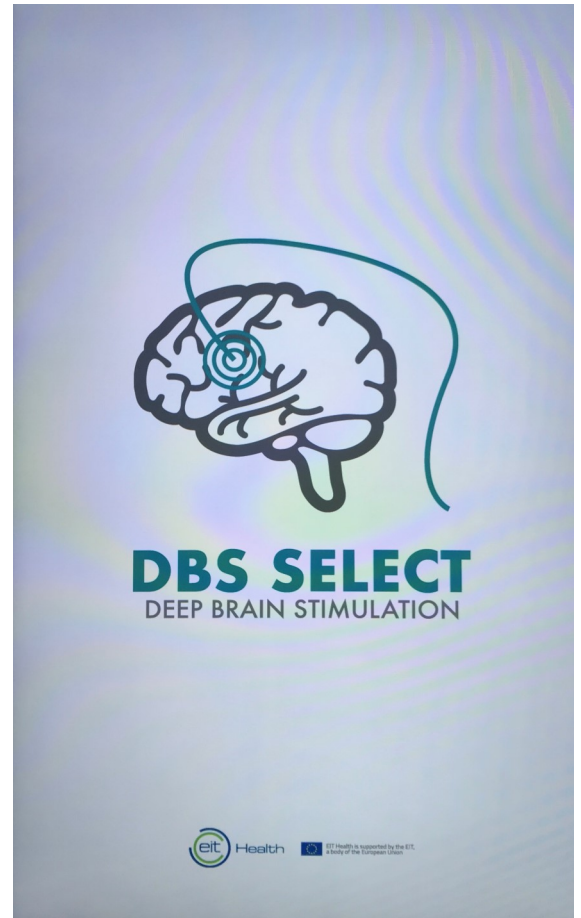 DBS SELECT
DEEP BRAIN STIMULATION
eit Health
EIT Health is supported by the EIT,
a body of the European Union